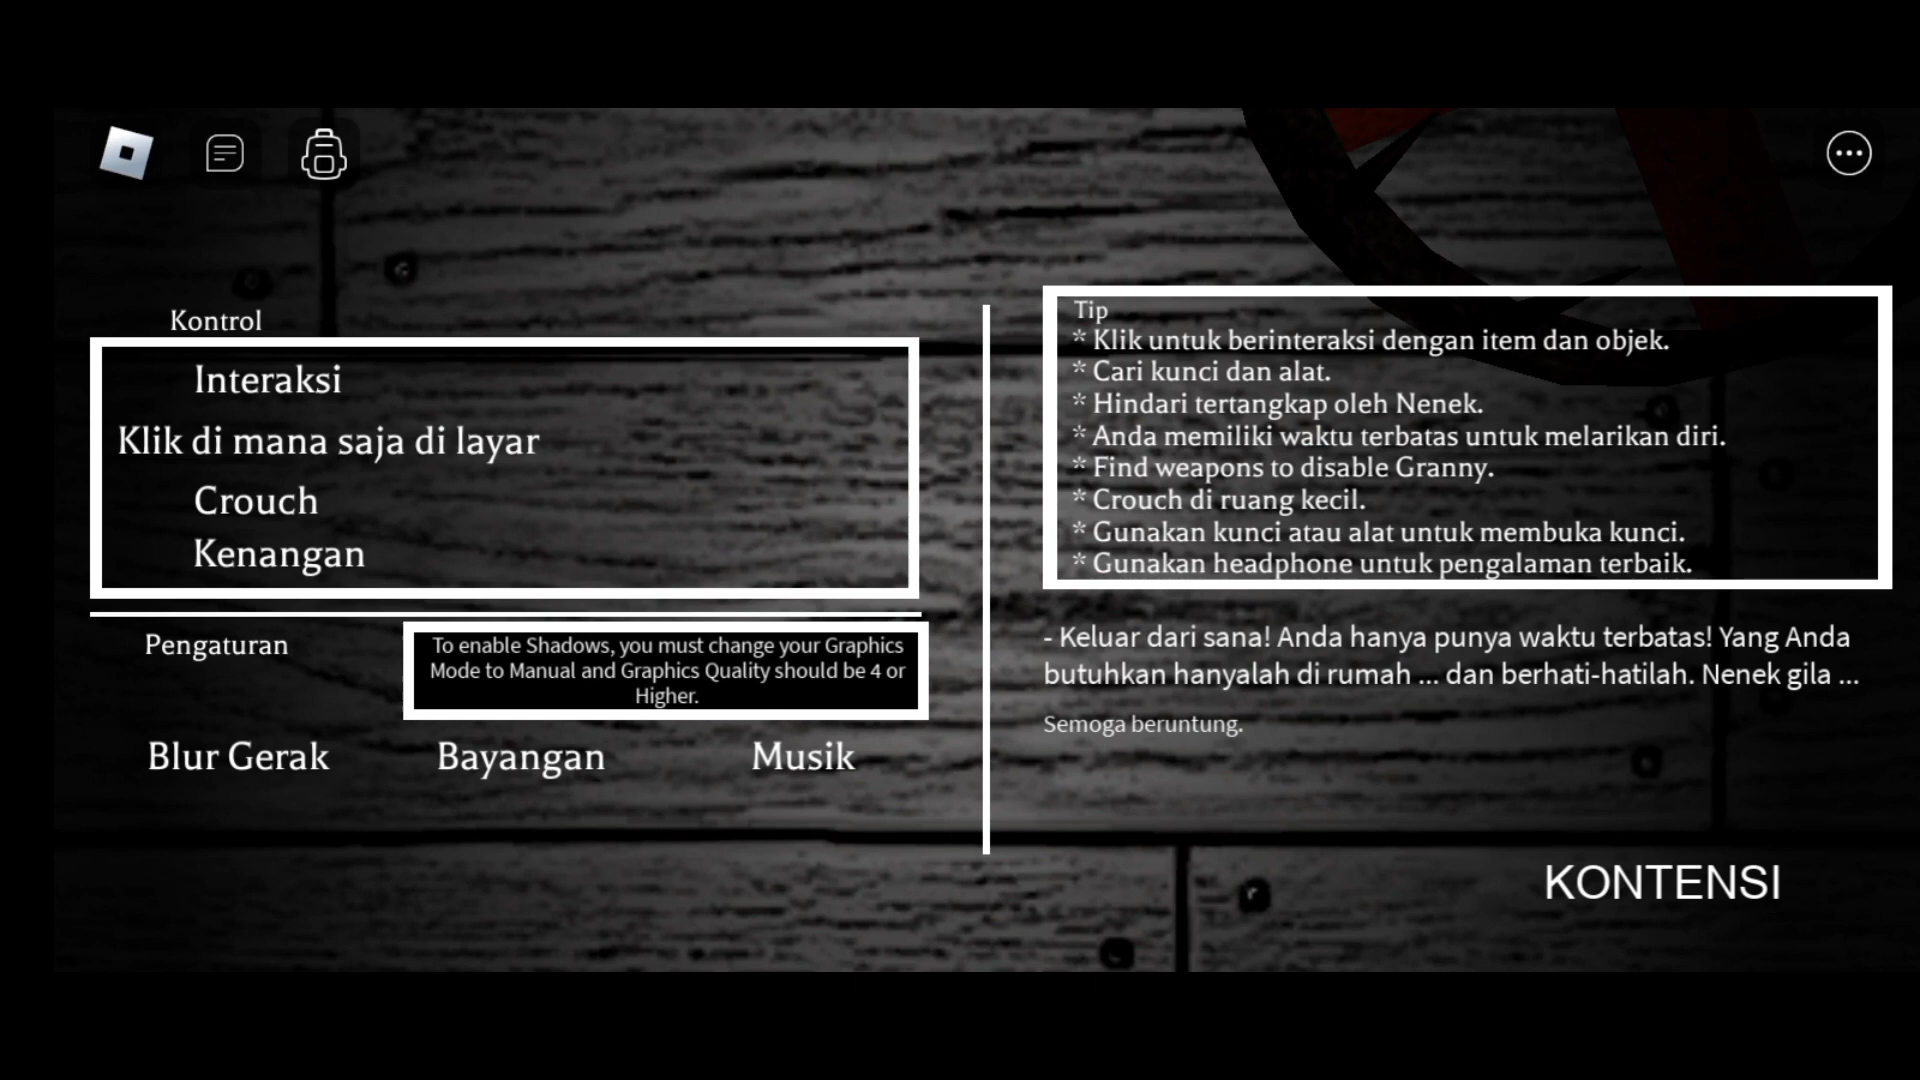 Kontrol
Interaksi
Klik di mana saja di layar
Crouch
Kenangan
Pengaturan
To enable Shadows, you must change your Graphics
Mode to Manual and Graphics Quality should be 4 or
Higher.
Blur Gerak
Bayangan
Musik
Tip
* Klik untuk berinteraksi dengan item dan objek.
* Cari kunci dan alat.
* Hindari tertangkap oleh Nenek.
* Anda memiliki waktu terbatas untuk melarikan diri.
* Find weapons to disable Granny.
* Crouch di ruang kecil.
* Gunakan kunci atau alat untuk membuka kunci.
* Gunakan headphone untuk pengalaman terbaik.
- Keluar dari sana! Anda hanya punya waktu terbatas! Yang Anda
butuhkan hanyalah di rumah ... dan berhati-hatilah. Nenek gila ...
Semoga beruntung.
KONTENSI